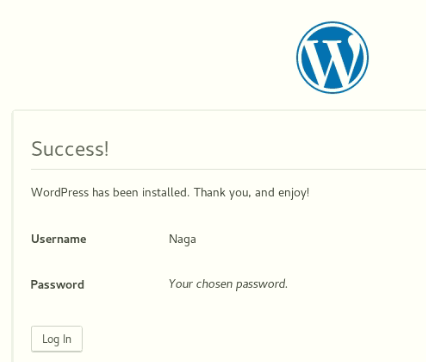 Success!
WordPress has been installed. Thank you, and enjoy!
Username Naga
Password Your chosen password.
Log In